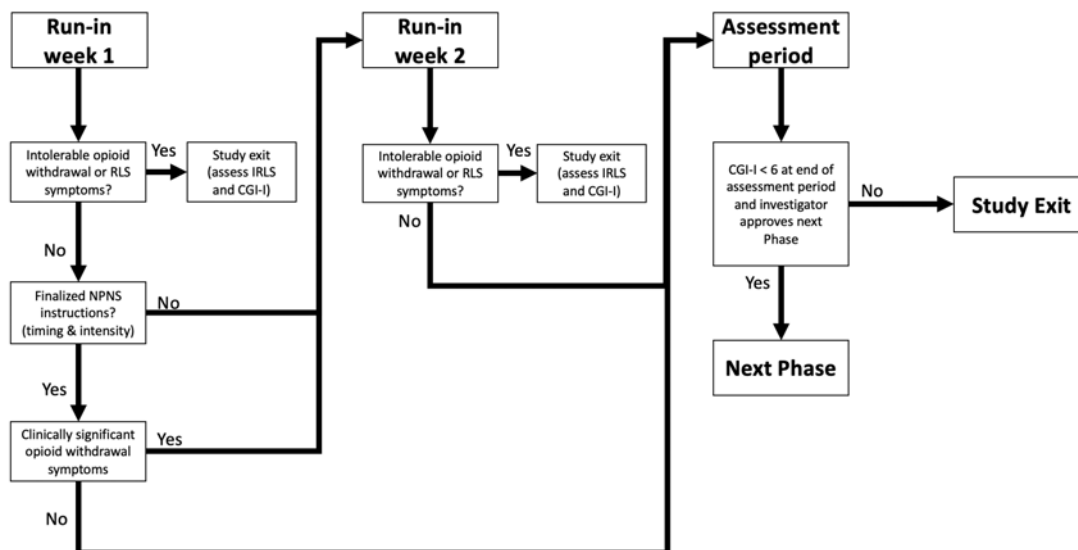 Run-in
week 1
Intolerable opioid
withdrawal or RLS
symptoms?
Yes
Study exit
(assess IRLS
and CGI-I)
No
Finalized NPNS
instructions?
(timing & intensity)
No
Yes
Clinically significant
opioid withdrawal
symptoms
Yes
No
Run-in
week 2
Intolerable opioid
withdrawal or RLS
symptoms?
Yes
Study exit
(assess IRLS
and CGI-I)
No
Assessment
period
CGI-I < 6 at end of
assessment period
and investigator
approves next
Phase
No
Study Exit
Yes
Next Phase